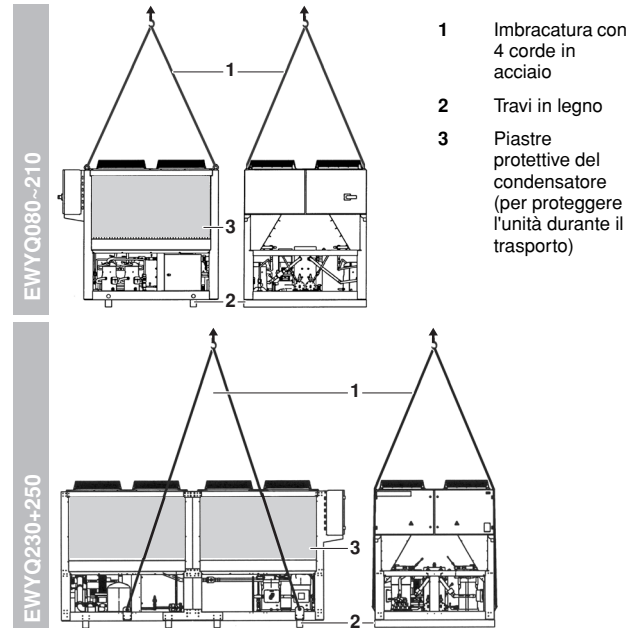 EWYQ080~210
1
3
2
1 Imbracatura con
4 corde in
acciaio
2 Travi in legno
3 Piastre
protettive del
condensatore
(per proteggere
l'unità durante il
trasporto)
EWYQ230+250
1
3
2